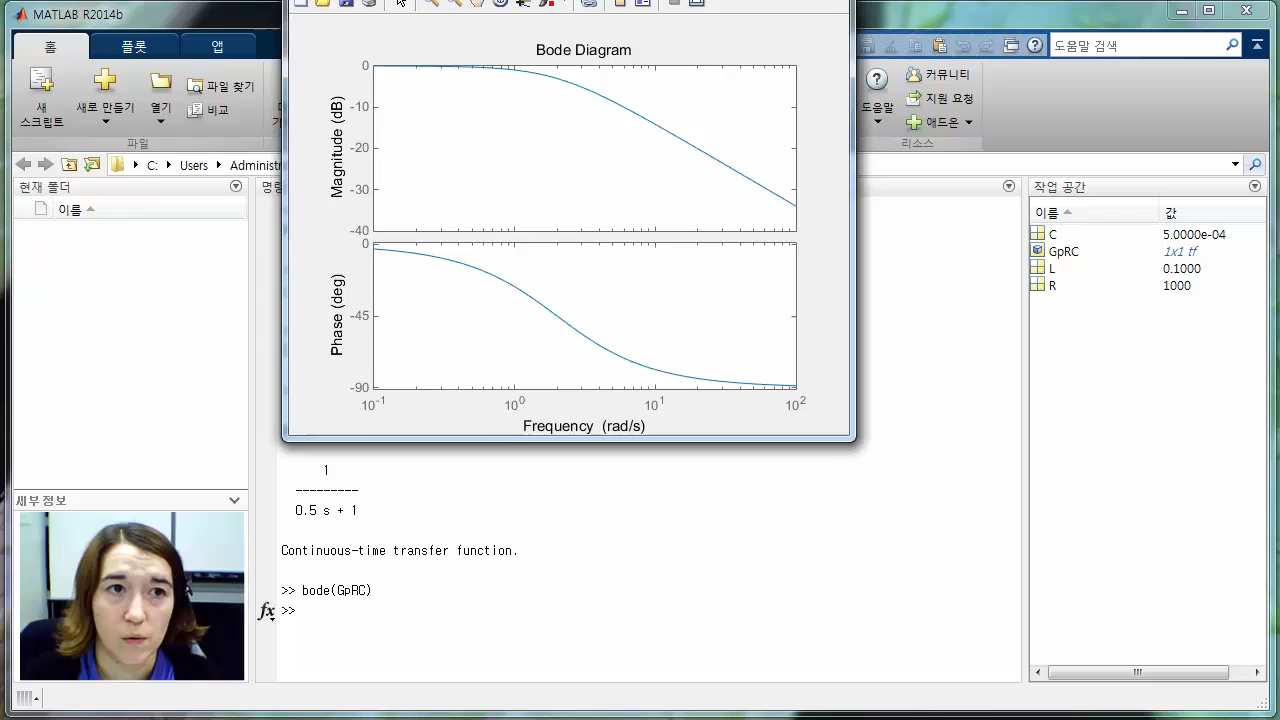 MATLAB R2014b
홈
플롯
앱
도움말 검색
새
스크립트
새로 만들기
열기
파일 찾기
비교
파일
도움말
커뮤니티
지원 요청
애드온
리소스
C:
Users
현재 폴더
이름
Bode Diagram
Magnitude (dB)
0
-10
-20
-30
-40
Phase (deg)
0
-45
-90
10-1
100
101
102
Frequency (rad/s)
작업 공간
이름
값
C 5.0000e-04
GpRC 1x1 tf
L 0.1000
R 1000
세부 정보
1
---------
0.5 s + 1
Continuous-time transfer function.
>> bode(GpRC)
fx >>